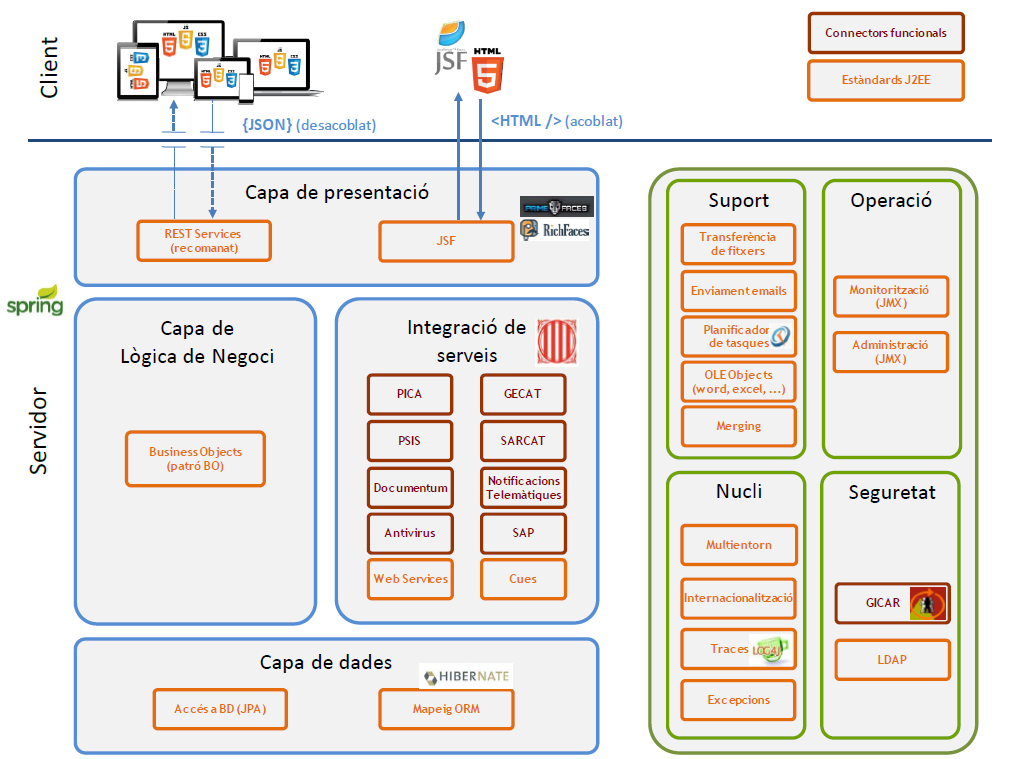 Client
HTML
JS
CSS
JSF
HTML
5
Connectors funcionals
Estàndards J2EE
{JSON} (desacoblat)
<HTML /> (acoblat)
Servidor
spring
Capa de presentació
REST Services
(recomanat)
JSF
PRIME FACES
RichFaces
Capa de
Lògica de Negoci
Business Objects
(patró BO)
Integració de
serveis
PICA
GECAT
PSIS
SARCAT
Documentum
Notificacions
Telemàtiques
Antivirus
SAP
Web Services
Cues
Capa de dades
HIBERNATE
Accés a BD (JPA)
Mapeig ORM
Suport
Transferència
de fitxers
Enviament emails
Planificador
de tasques
OLE Objects
(word, excel, ...)
Merging
Operació
Monitorització
(JMX)
Administració
(JMX)
Nucli
Multientorn
Internacionalització
Traces
LOG4J
Excepcions
Seguretat
GICAR
LDAP